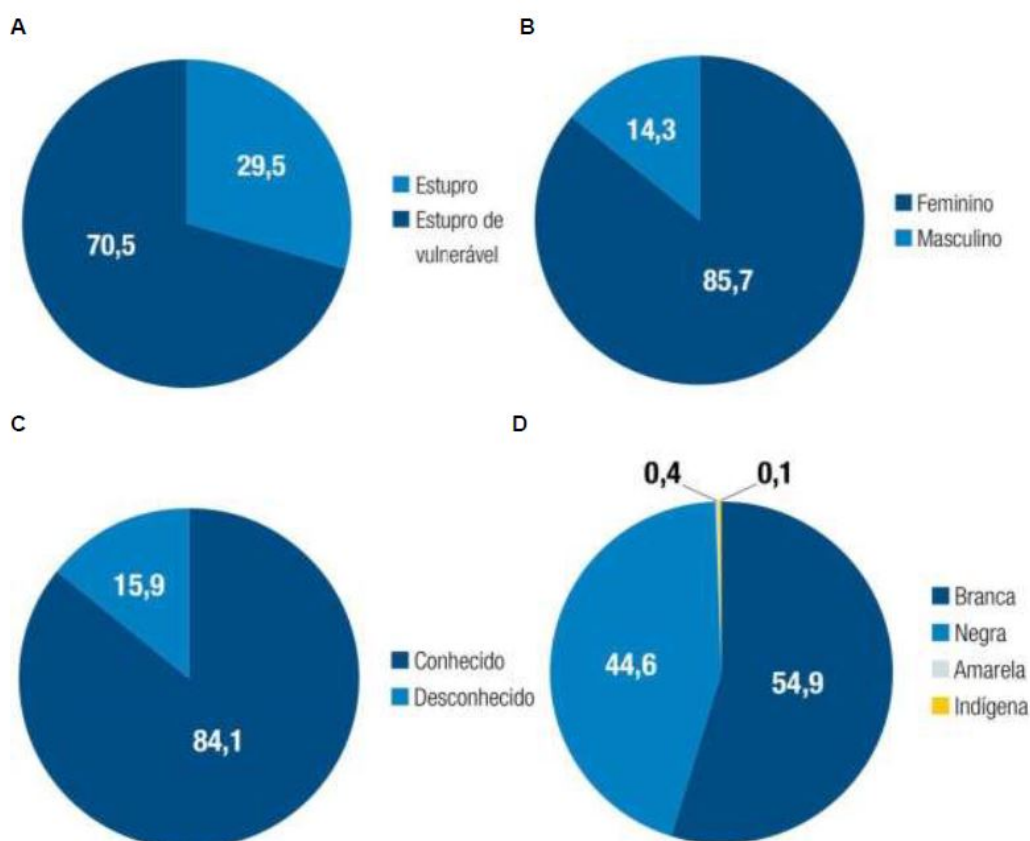 A
29,5
70,5
Estupro
Estupro de
vulnerável
B
14,3
85,7
Feminino
Masculino
C
15,9
84,1
Conhecido
Desconhecido
D
0,4
0,1
44,6
54,9
Branca
Negra
Amarela
Indígena